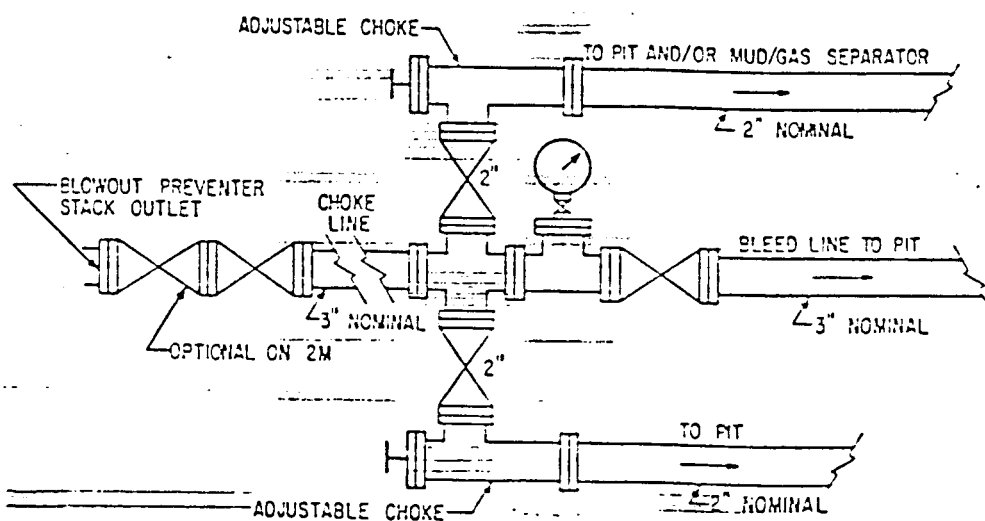 ADJUSTABLE CHOKE
TO PIT AND/OR MUD/GAS SEPARATOR
2" NOMINAL
2"
BLOWOUT PREVENTER
STACK OUTLET
CHOKE
LINE
BLEED LINE TO PIT
3" NOMINAL
3" NOMINAL
OPTIONAL ON 2M
2"
TO PIT
2" NOMINAL
ADJUSTABLE CHOKE